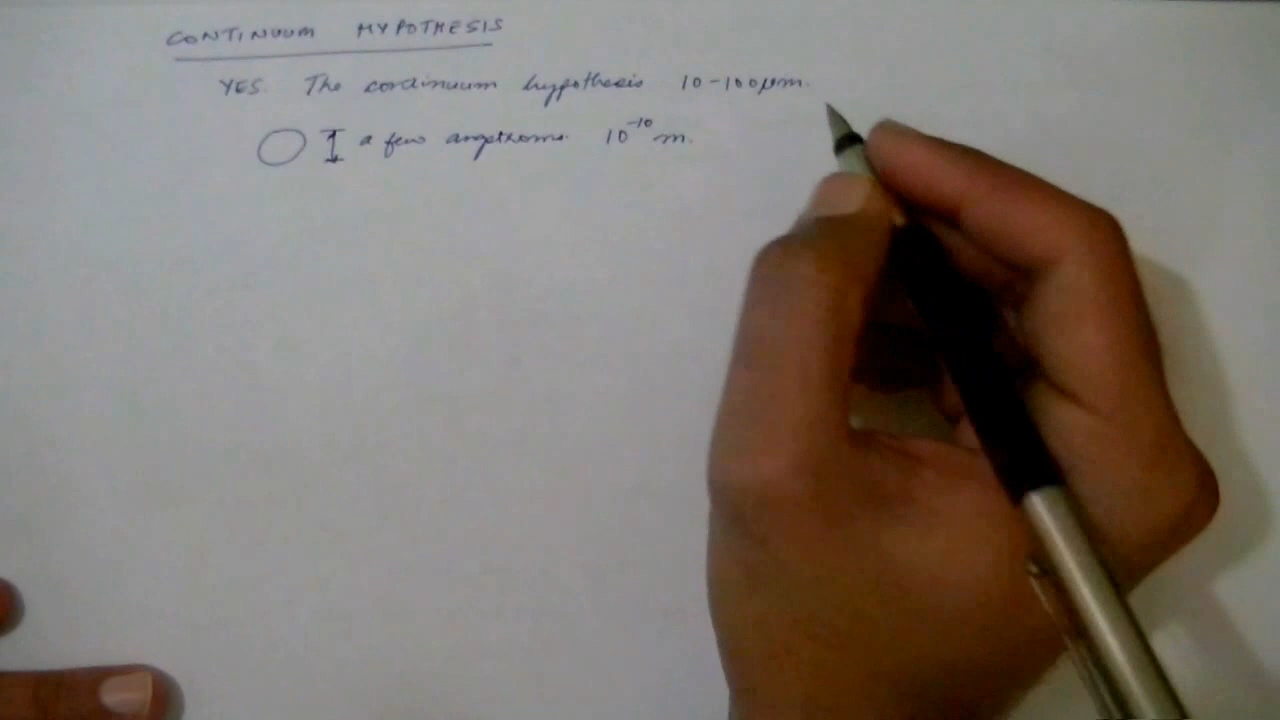 CONTINUUM HYPOTHESIS
YES. The continuum hypothesis 10-100μm.
a few angstroms. 10⁻¹⁰ m.